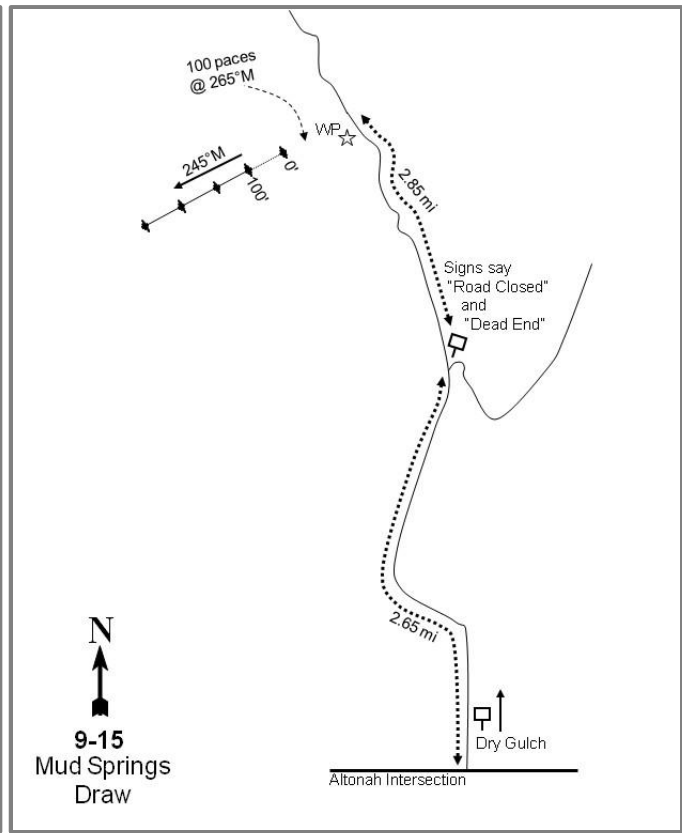 100 paces
@ 265°M
WP
245°M
0'
100'
2.85 mi
Signs say
"Road Closed"
and
"Dead End"
2.65 mi
N
9-15
Mud Springs
Draw
Dry Gulch
Altonah Intersection